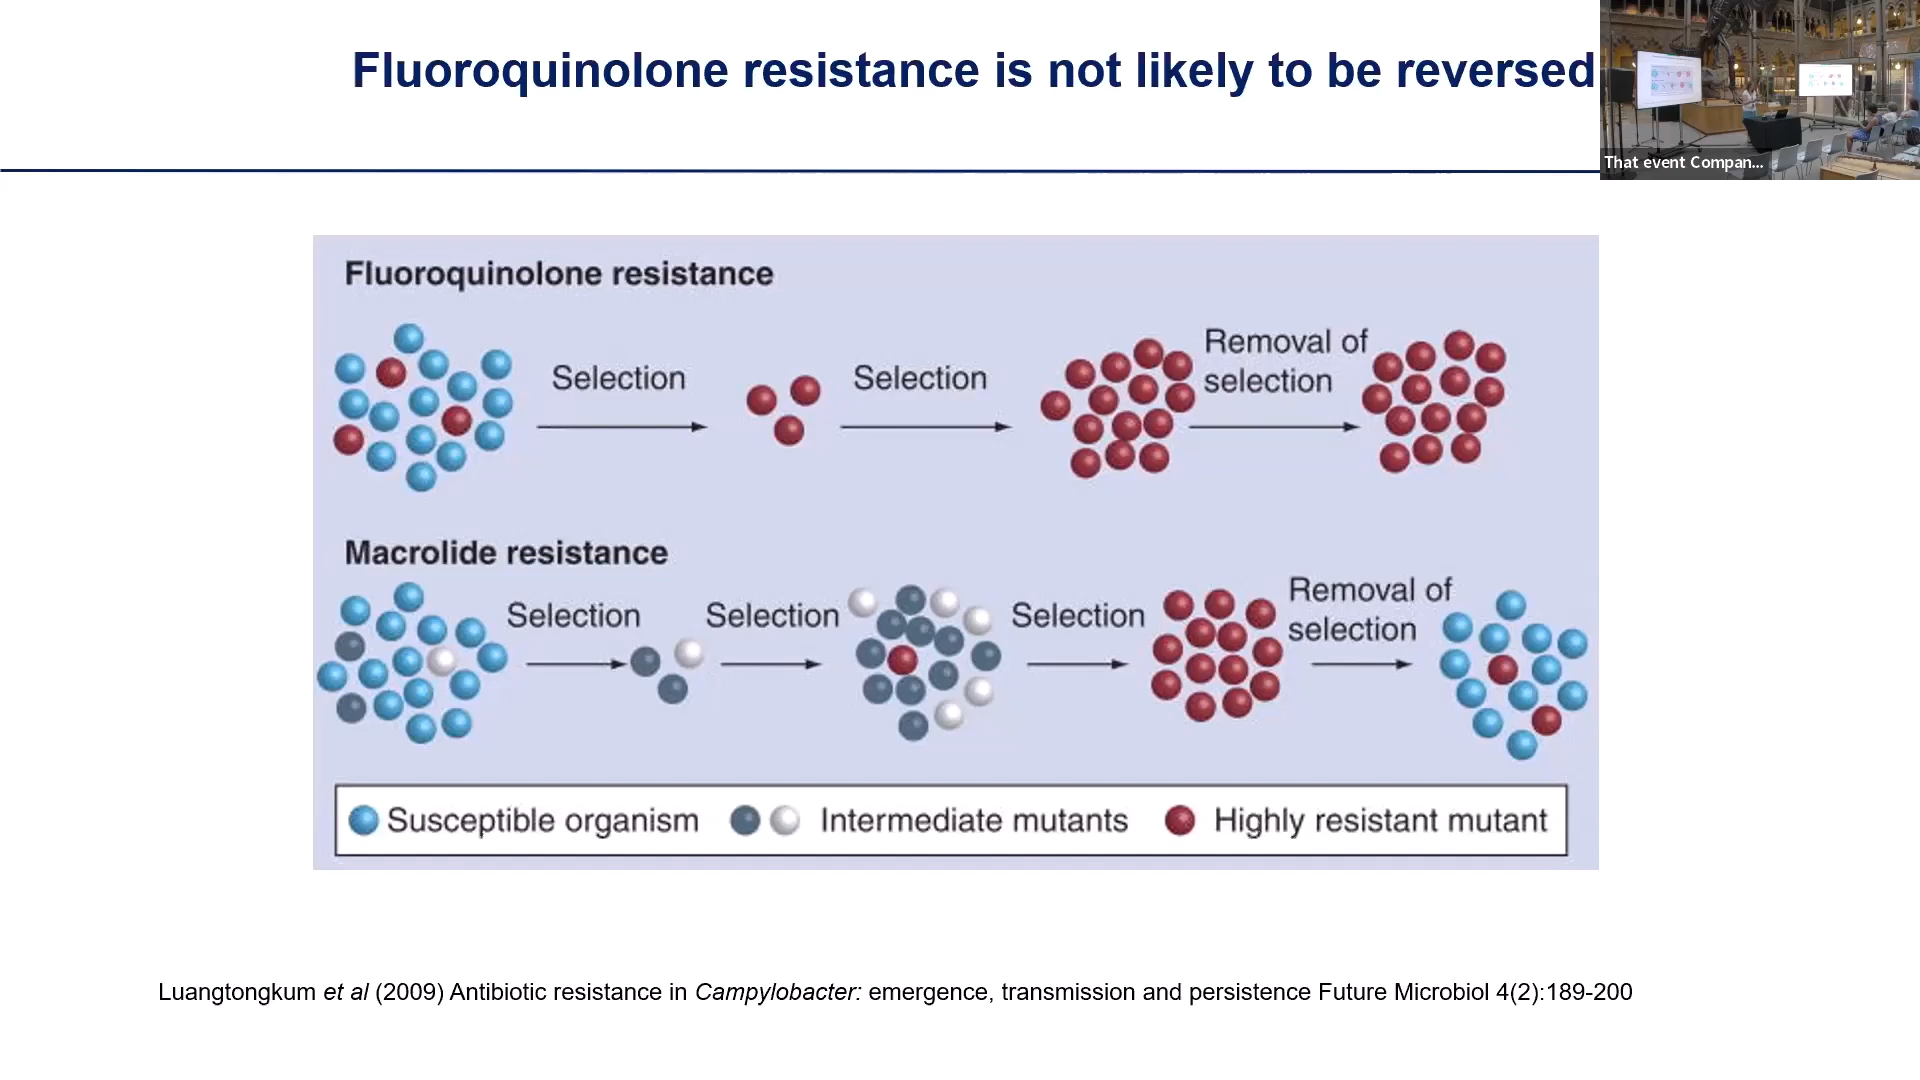 Fluoroquinolone resistance is not likely to be reversed
That event Compan...
Fluoroquinolone resistance
Selection
Selection
Removal of
selection
Macrolide resistance
Selection
Selection
Selection
Removal of
selection
Susceptible organism
Intermediate mutants
Highly resistant mutant
Luangtongkum et al (2009) Antibiotic resistance in Campylobacter: emergence, transmission and persistence Future Microbiol 4(2):189-200